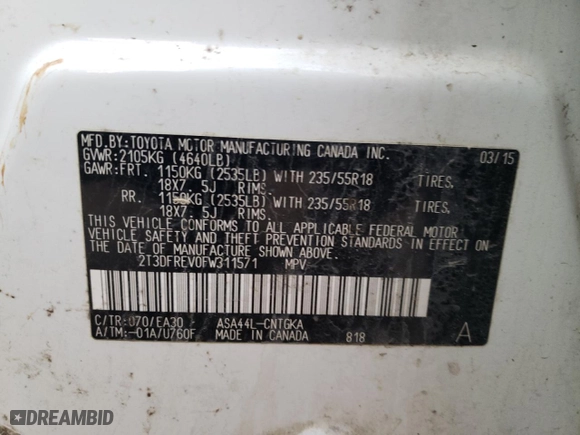 MFD.BY:TOYOTA MOTOR MANUFACTURING CANADA INC.
GVWR:2105KG (4640LB) 03/15
GAWR:FRT. 1150KG (2535LB) WITH 235/55R18 TIRES.
18X7. 5J RIMS.
RR. 1150KG (2535LB) WITH 235/55R18 TIRES.
18X7. 5J RIMS.
THIS VEHICLE CONFORMS TO ALL APPLICABLE FEDERAL MOTOR
VEHICLE SAFETY AND THEFT PREVENTION STANDARDS IN EFFECT ON
THE DATE OF MANUFACTURE SHOWN ABOVE.
2T3DFREV0FW311571 MPV
C/TR:070/EA30 ASA44L-CNTGKA A
A/TM:-01A/U760F MADE IN CANADA 818
DREAMBID